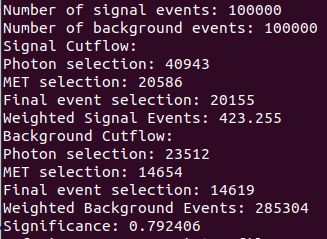 Number of signal events: 100000
Number of background events: 100000
Signal Cutflow:
Photon selection: 40943
MET selection: 20586
Final event selection: 20155
Weighted Signal Events: 423.255
Background Cutflow:
Photon selection: 23512
MET selection: 14654
Final event selection: 14619
Weighted Background Events: 285304
Significance: 0.792406